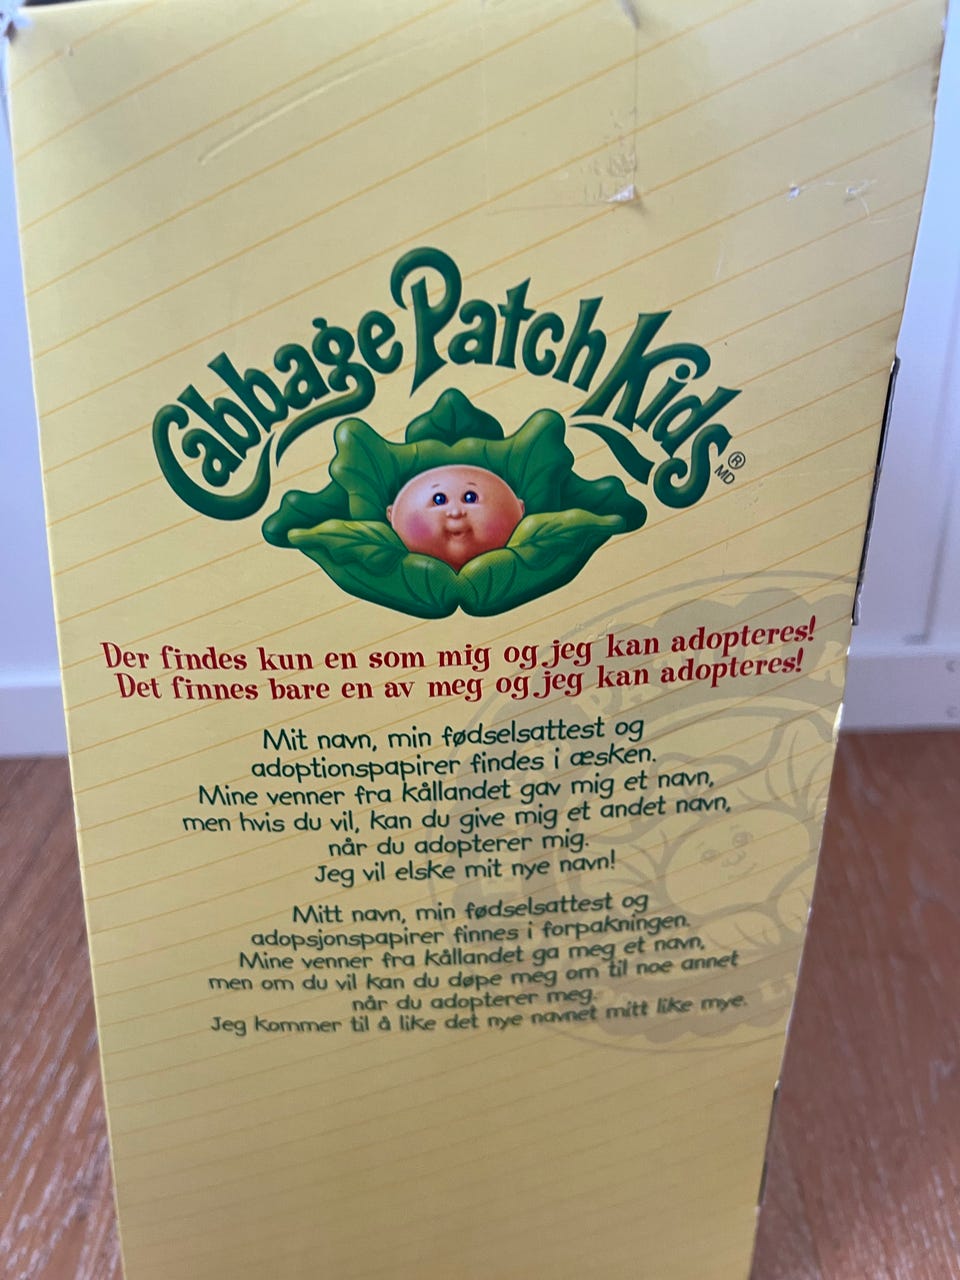 Cabbage Patch Kids
® MD
Der findes kun en som mig og jeg kan adopteres!
Det finnes bare en av meg og jeg kan adopteres!
Mit navn, min fødselsattest og
adoptionspapirer findes i æsken.
Mine venner fra kållandet gav mig et navn,
men hvis du vil, kan du give mig et andet navn,
når du adopterer mig.
Jeg vil elske mit nye navn!
Mitt navn, min fødselsattest og
adopsjonspapirer finnes i forpakningen.
Mine venner fra kållandet ga meg et navn,
men om du vil kan du døpe meg om til noe annet
når du adopterer meg.
Jeg kommer til å like det nye navnet mitt like mye.